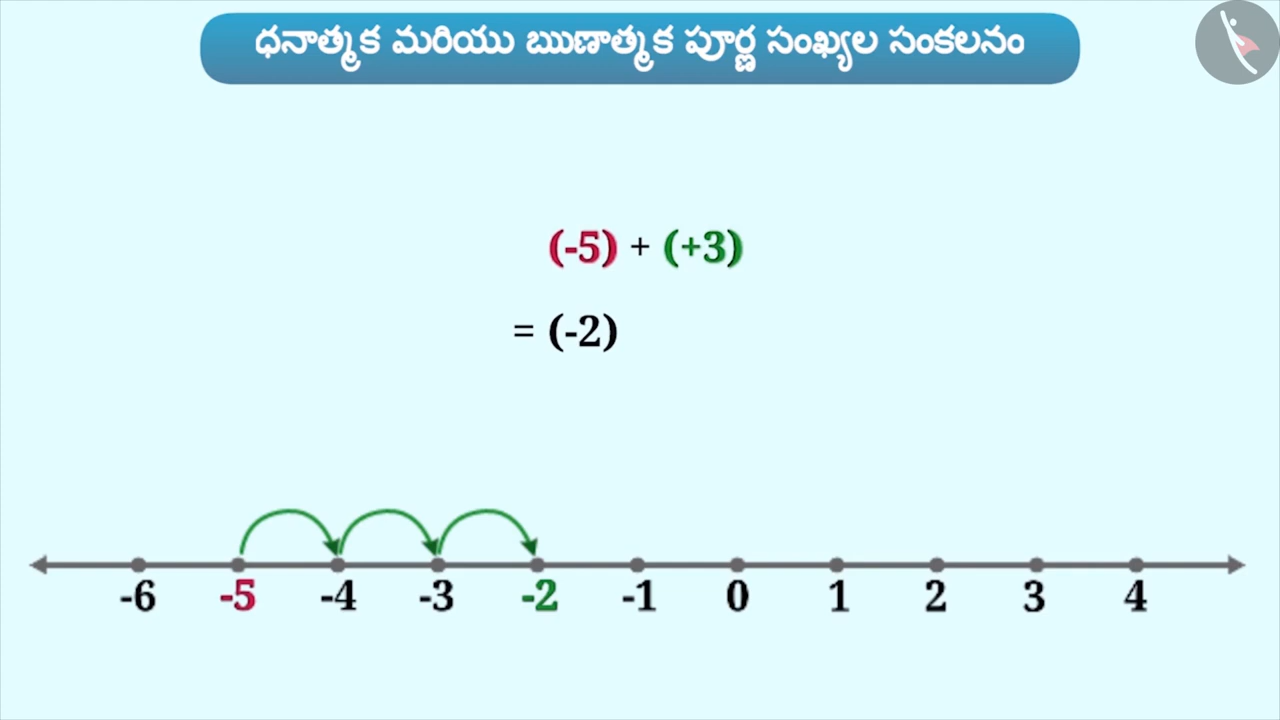 ధనాత్మక మరియు ఋణాత్మక పూర్ణ సంఖ్యల సంకలనం
(-5) + (+3)
= (-2)
-6 -5 -4 -3 -2 -1 0 1 2 3 4